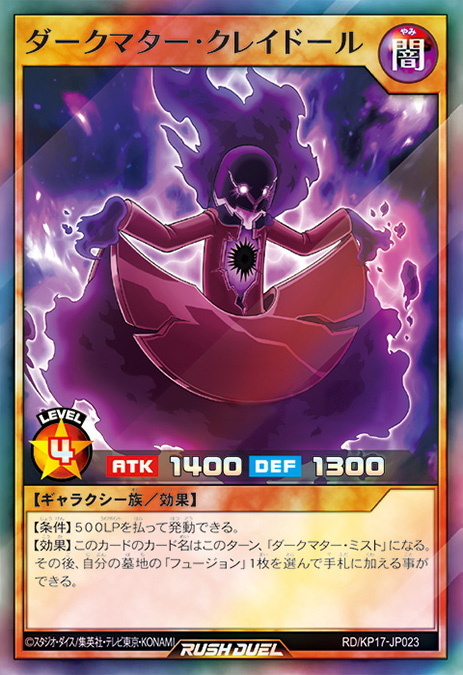 ダークマター・クレイドール
やみ
闇
LEVEL
4
ATK 1400 DEF 1300
【ギャラクシー族／効果】
【条件】500LPを払って発動できる。
【効果】このカードのカード名はこのターン、「ダークマター・ミスト」になる。
その後、自分の墓地の「フュージョン」1枚を選んで手札に加える事が
できる。
©スタジオ・ダイス/集英社・テレビ東京・KONAMI
RUSH DUEL
RD/KP17-JP023